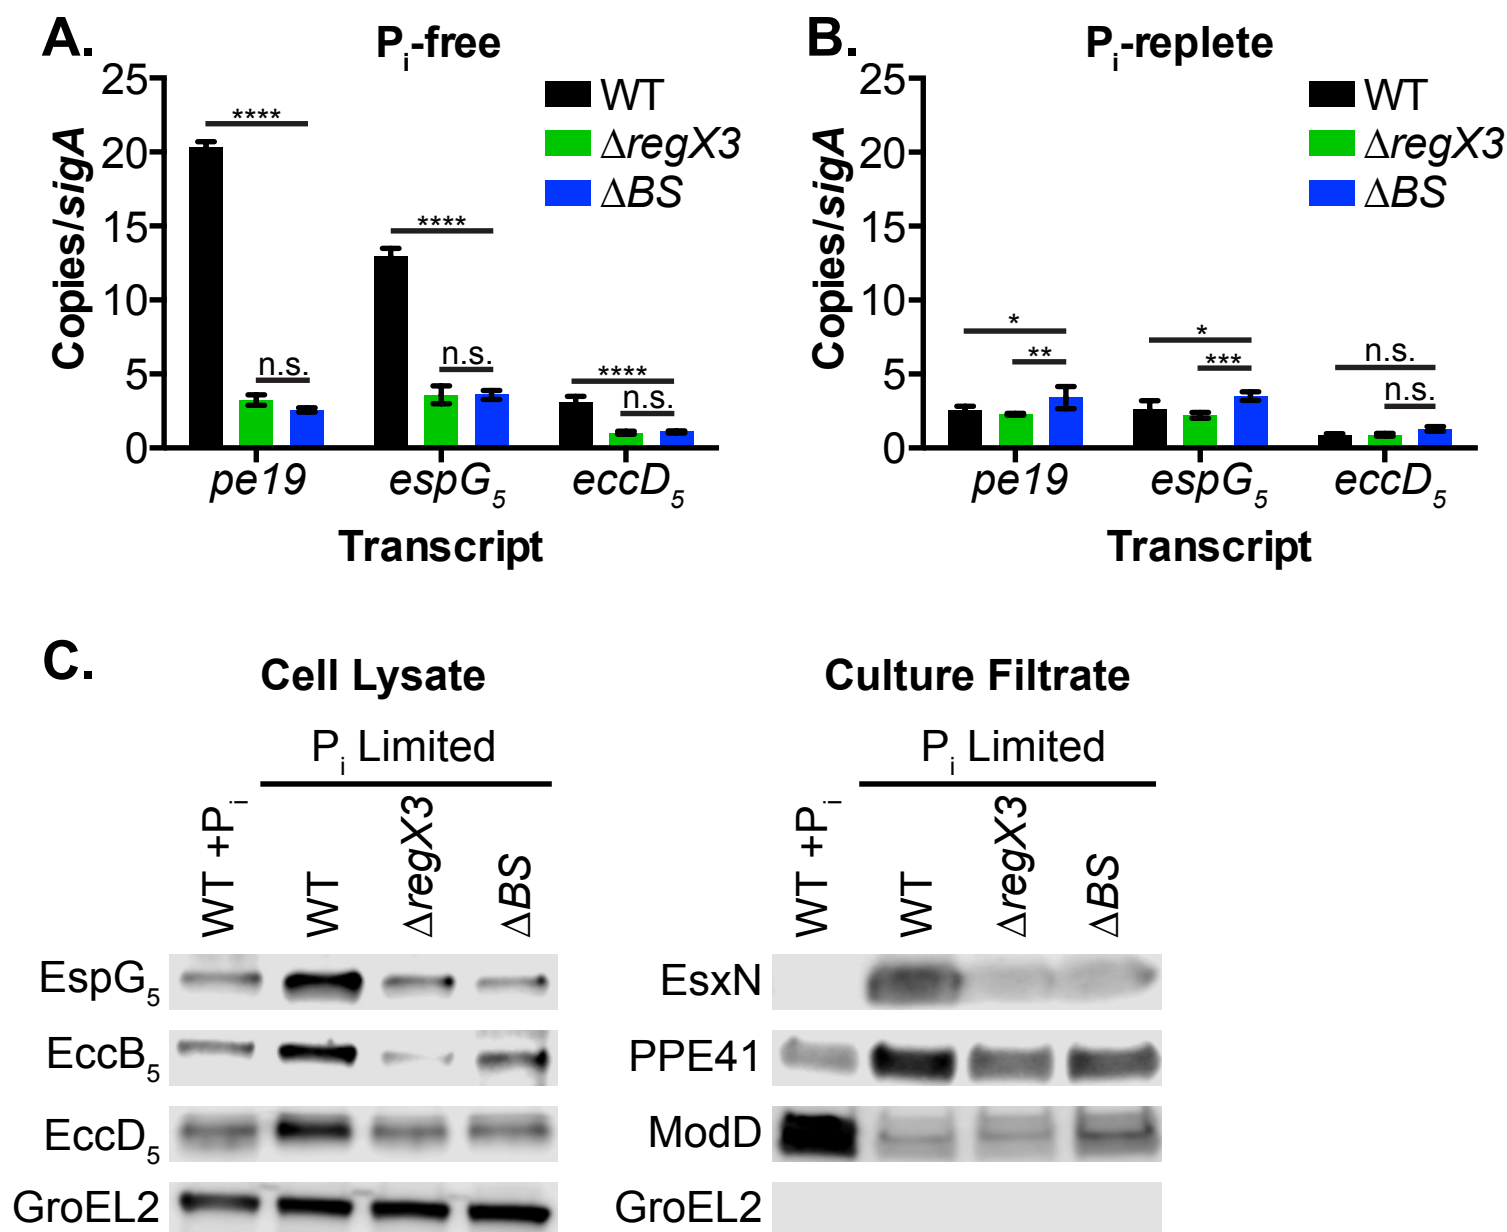 A.
Pi-free
Copies/sigA
25
20
15
10
5
0
WT
ΔregX3
ΔBS
****
****
****
n.s.
n.s.
n.s.
pe19
espG5
eccD5
Transcript
B.
Pi-replete
Copies/sigA
25
20
15
10
5
0
WT
ΔregX3
ΔBS
*
**
*
***
n.s.
n.s.
pe19
espG5
eccD5
Transcript
C.
Cell Lysate
Pi Limited
WT +Pi
WT
ΔregX3
ΔBS
EspG5
EccB5
EccD5
GroEL2
Culture Filtrate
Pi Limited
WT +Pi
WT
ΔregX3
ΔBS
EsxN
PPE41
ModD
GroEL2